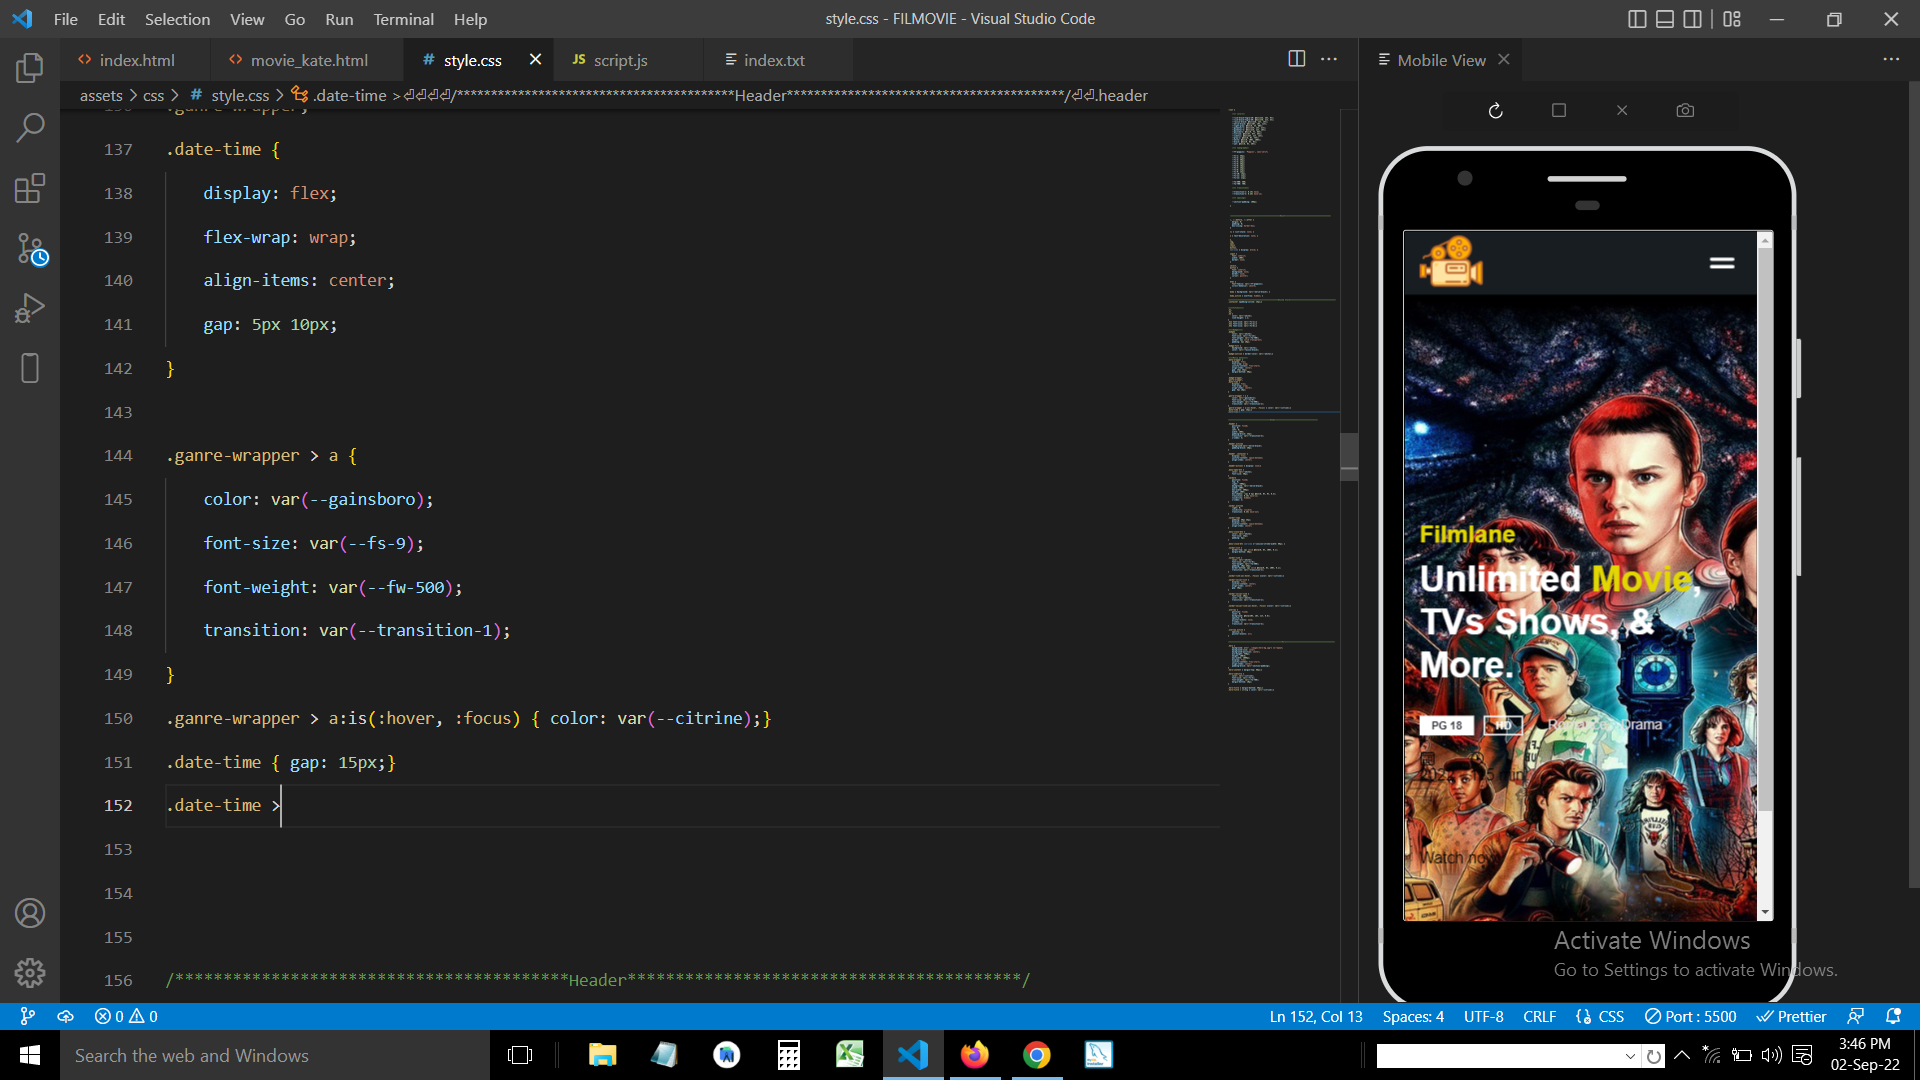 File Edit Selection View Go Run Terminal Help
style.css - FILMOVIE - Visual Studio Code
index.html
movie_kate.html
# style.css
JS script.js
index.txt
Mobile View
assets > css > # style.css > .date-time >⏎⏎⏎⏎/*****************************************Header*****************************************/⏎⏎.header
137 .date-time {
138 display: flex;
139 flex-wrap: wrap;
140 align-items: center;
141 gap: 5px 10px;
142 }
143
144 .ganre-wrapper > a {
145 color: var(--gainsboro);
146 font-size: var(--fs-9);
147 font-weight: var(--fw-500);
148 transition: var(--transition-1);
149 }
150 .ganre-wrapper > a:is(:hover, :focus) { color: var(--citrine);}
151 .date-time { gap: 15px;}
152 .date-time >
153
154
155
156 /*****************************************Header*****************************************/
Filmlane
Unlimited Movie,
TVs Shows, &
More.
PG 18
HD
Drama
Watch now
Activate Windows
Go to Settings to activate Windows.
0 0
Ln 152, Col 13
Spaces: 4
UTF-8
CRLF
CSS
Port : 5500
Prettier
Search the web and Windows
3:46 PM
02-Sep-22